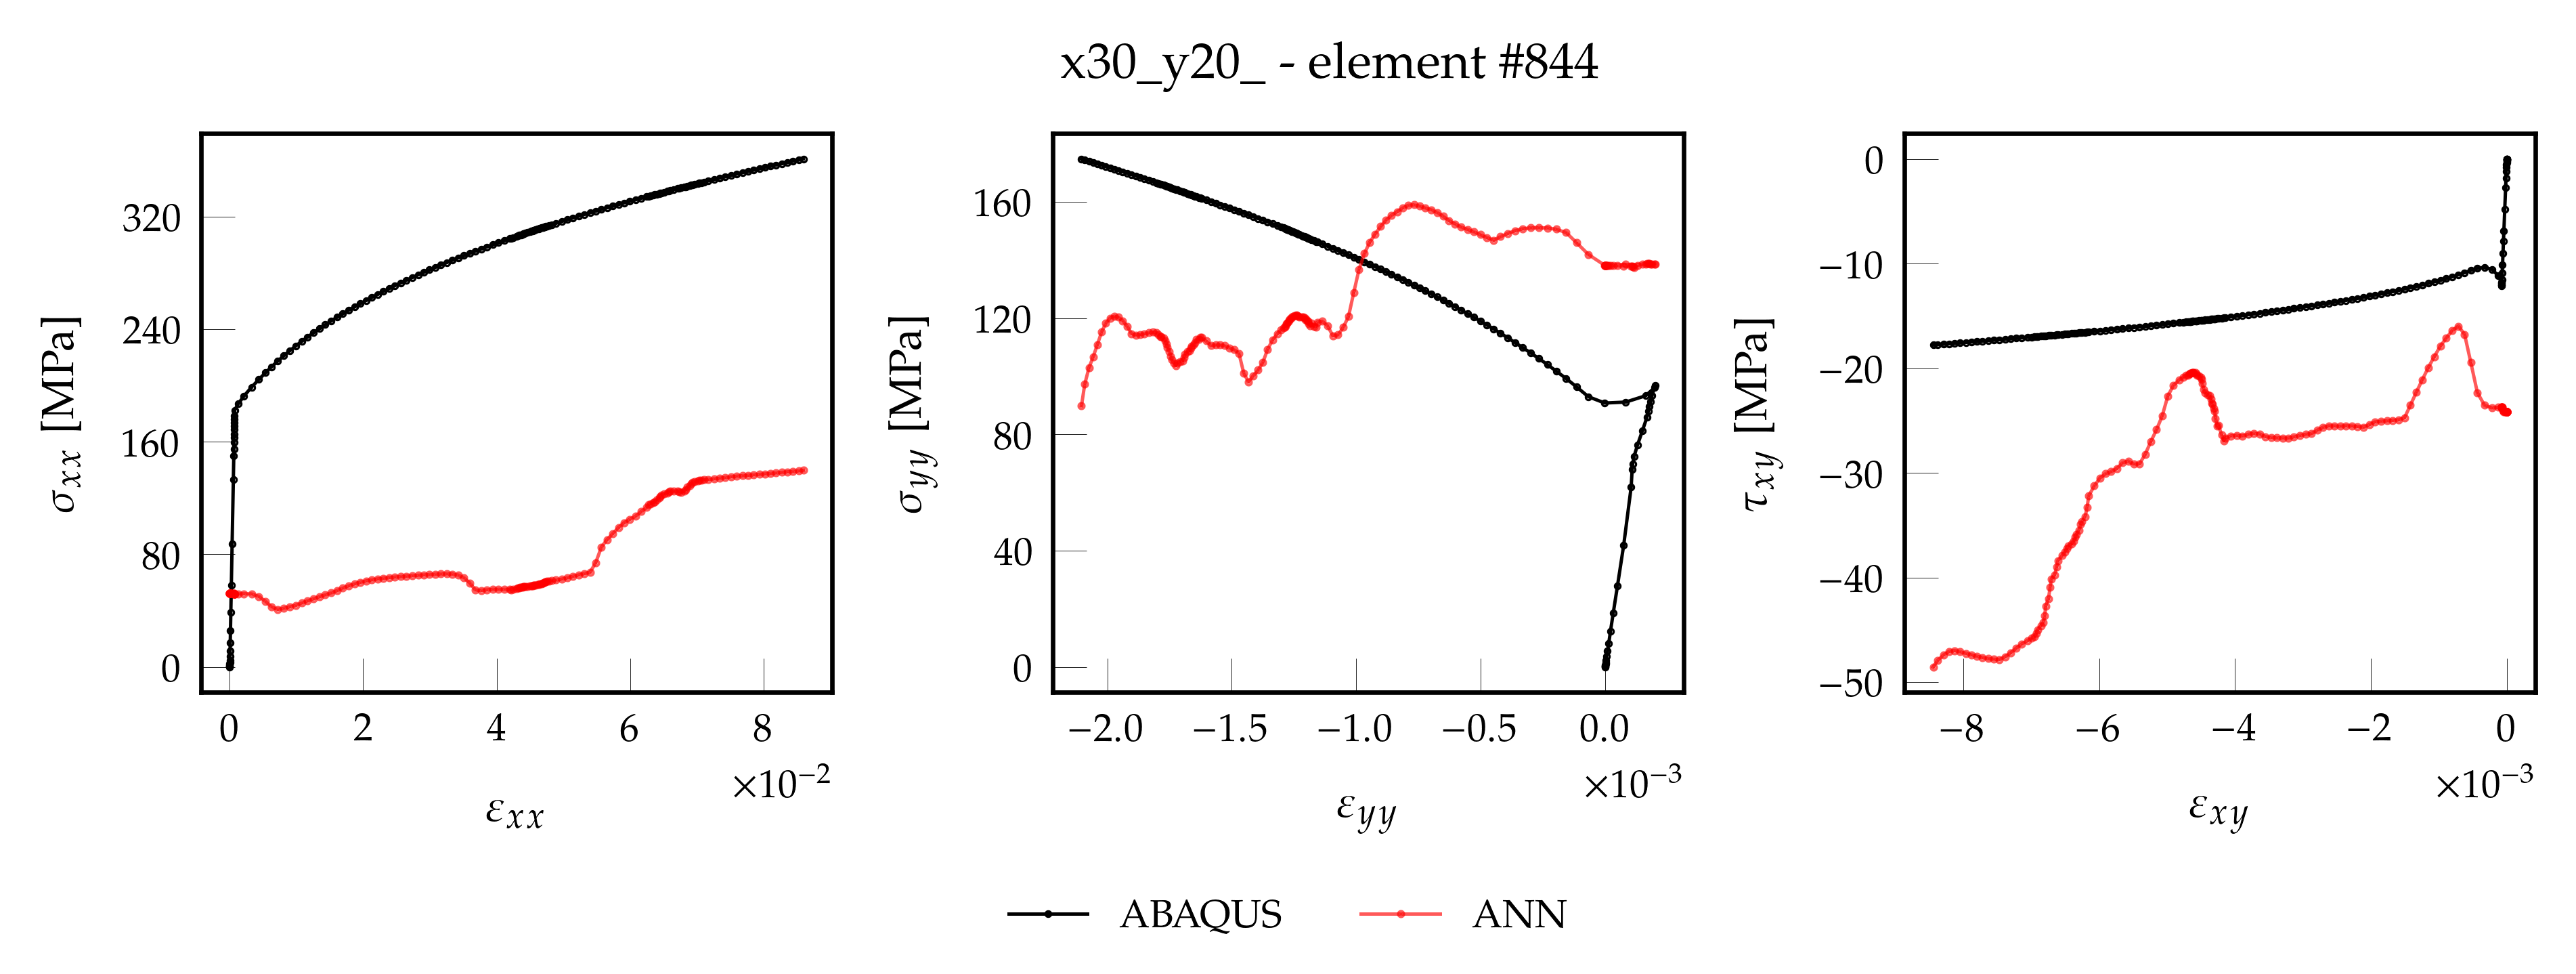 x30_y20_ - element #844
σxx [MPa]
320
240
160
80
0
0 2 4 6 8
×10⁻²
εxx
σyy [MPa]
160
120
80
40
0
−2.0 −1.5 −1.0 −0.5 0.0
×10⁻³
εyy
τxy [MPa]
0
−10
−20
−30
−40
−50
−8 −6 −4 −2 0
×10⁻³
εxy
ABAQUS ANN